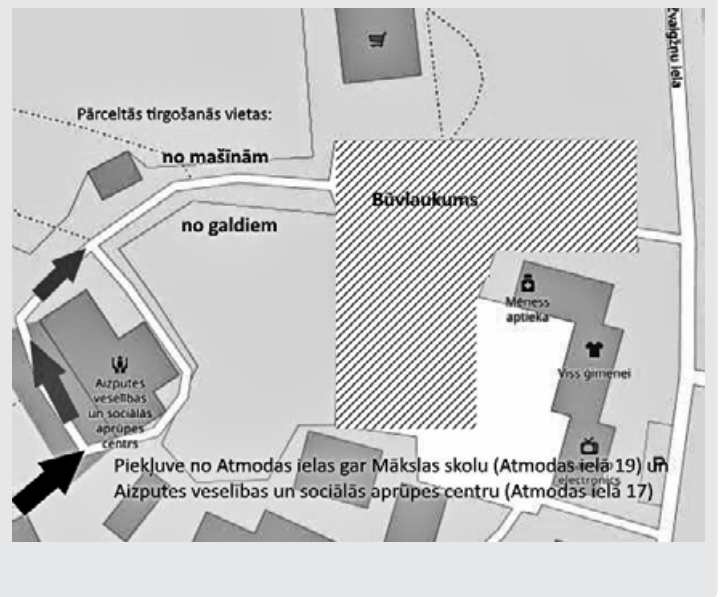 Zvaigžņu iela
Pārceltās tirgošanās vietas:
no mašīnām
Būvlaukums
no galdiem
Mēness
aptieka
Viss ģimenei
Aizputes
veselības
un sociālās
aprūpes
centrs
P
electronics
Piekļuve no Atmodas ielas gar Mākslas skolu (Atmodas ielā 19) un
Aizputes veselības un sociālās aprūpes centru (Atmodas ielā 17)